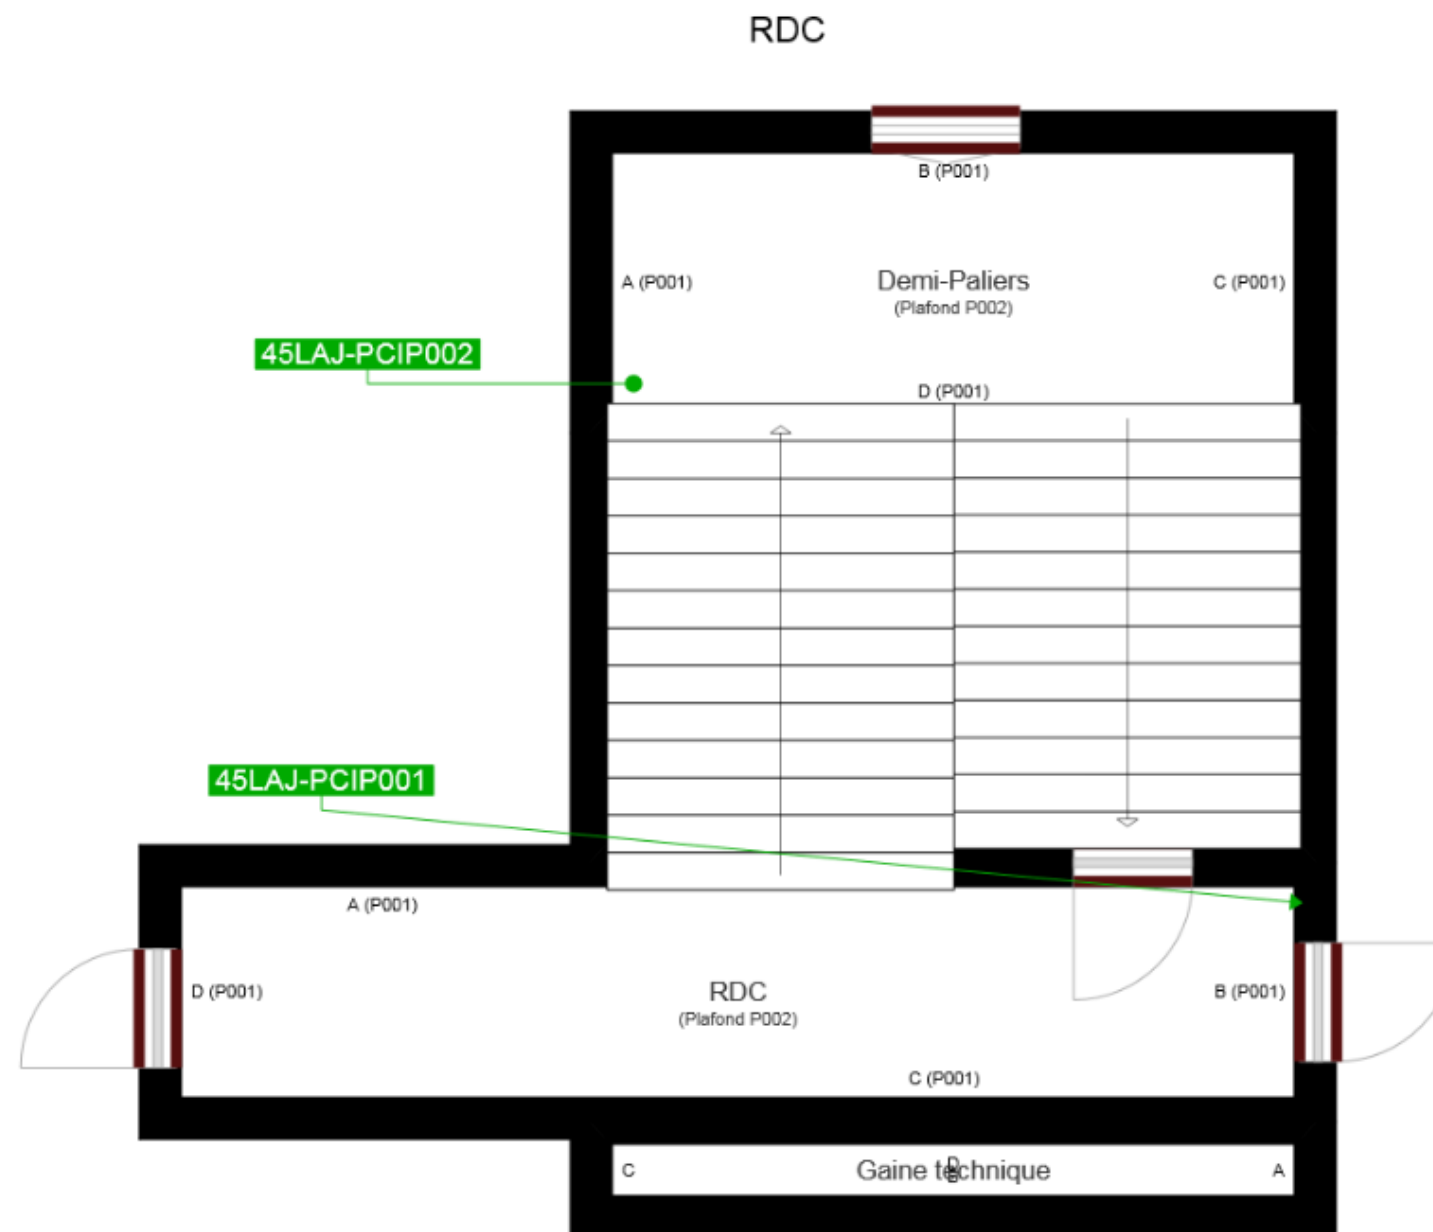 RDC
B (P001)
A (P001)
Demi-Paliers
C (P001)
(Plafond P002)
45LAJ-PCIP002
D (P001)
45LAJ-PCIP001
A (P001)
D (P001)
RDC
B (P001)
(Plafond P002)
C (P001)
C
Gaine technique
A